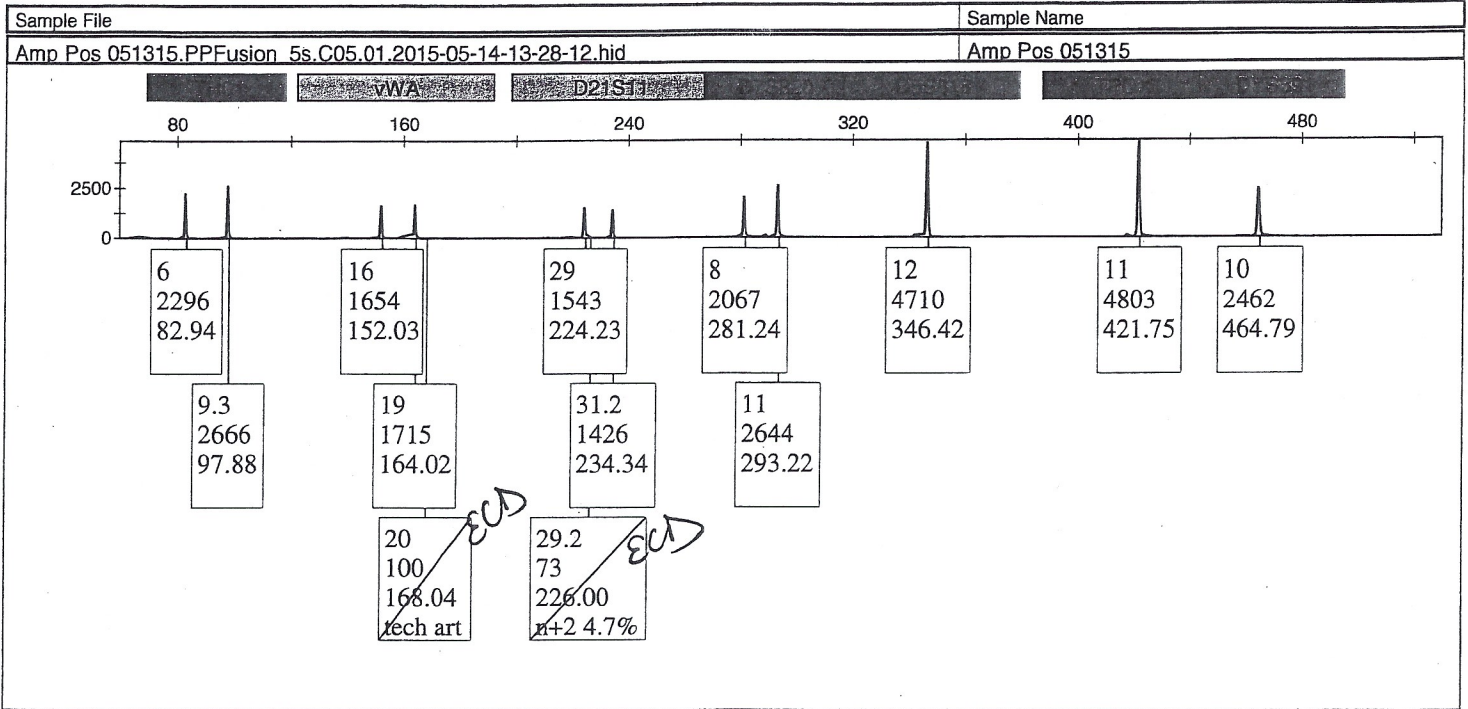 Sample File Sample Name
Amp Pos 051315.PPFusion_5s.C05.01.2015-05-14-13-28-12.hid Amp Pos 051315
vWA D21S11
80 160 240 320 400 480
2500
0
6 16 29 8 12 11 10
2296 1654 1543 2067 4710 4803 2462
82.94 152.03 224.23 281.24 346.42 421.75 464.79
9.3 19 31.2 11
2666 1715 1426 2644
97.88 164.02 234.34 293.22
ECD ECD
20 29.2
100 73
168.04 226.00
tech art n+2 4.7%